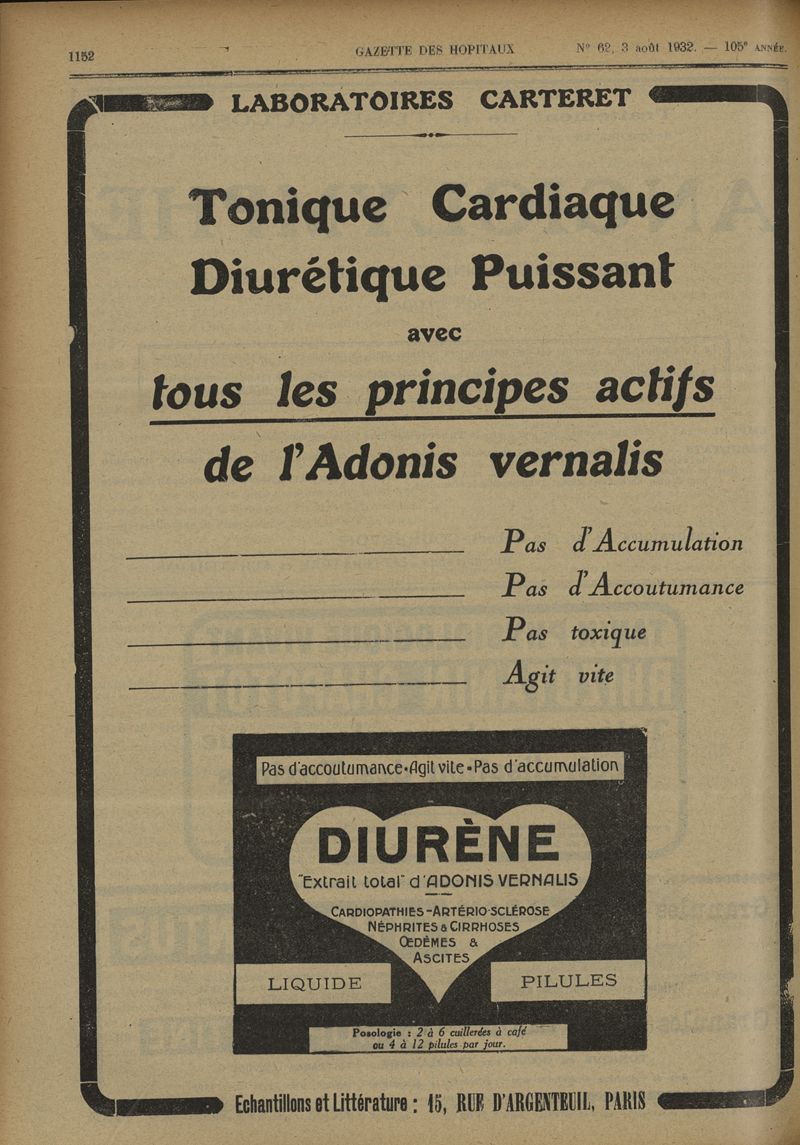 1152 GAZETTE DES HOPITAUX N° 62, 3 août 1932. — 105e ANNÉE.
LABORATOIRES CARTERET
Tonique Cardiaque
Diurétique Puissant
avec
tous les principes actifs
de l'Adonis vernalis
Pas d'Accumulation
Pas d'Accoutumance
Pas toxique
Agit vite
Pas d'accoutumance•Agit vite•Pas d'accumulation
DIURÈNE
"Extrait total" d'ADONIS VERNALIS
CARDIOPATHIES-ARTÉRIO-SCLÉROSE
NÉPHRITES & CIRRHOSES
ŒDÈMES &
ASCITES
LIQUIDE PILULES
Posologie : 2 à 6 cuillerées à café
ou 4 à 12 pilules par jour.
Echantillons et Littérature : 15, RUE D'ARGENTEUIL, PARIS